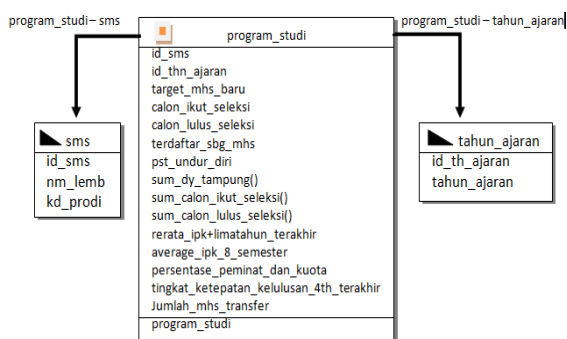 program_studi – sms
program_studi – tahun_ajaran
program_studi
id_sms
id_thn_ajaran
target_mhs_baru
calon_ikut_seleksi
calon_lulus_seleksi
terdaftar_sbg_mhs
pst_undur_diri
sum_dy_tampung()
sum_calon_ikut_seleksi()
sum_calon_lulus_seleksi()
rerata_ipk+limatahun_terakhir
average_ipk_8_semester
persentase_peminat_dan_kuota
tingkat_ketepatan_kelulusan_4th_terakhir
Jumlah_mhs_transfer
program_studi
sms
id_sms
nm_lemb
kd_prodi
tahun_ajaran
id_th_ajaran
tahun_ajaran